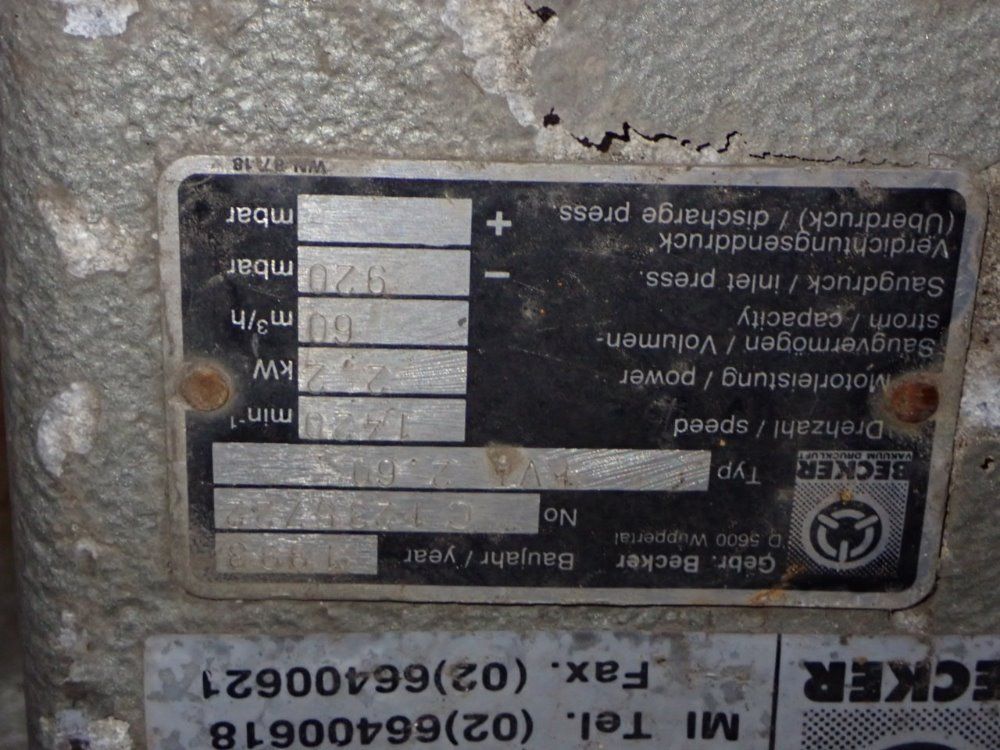 MI Tel. (02)66400618
BECKER
Fax. (02)66400621
Gebr. Becker
D 5600 Wuppertal
Baujahr / year
No
BECKER
VAKUUM DRUCKLUFT
Typ 2.60
Drehzahl / speed 1420 min⁻¹
Motorleistung / power 2,2 kW
Saugvermögen / Volumen-
strom / capacity 60 m³/h
Saugdruck / inlet press. − 920 mbar
Verdichtungsenddruck
(Überdruck) / discharge press. + mbar